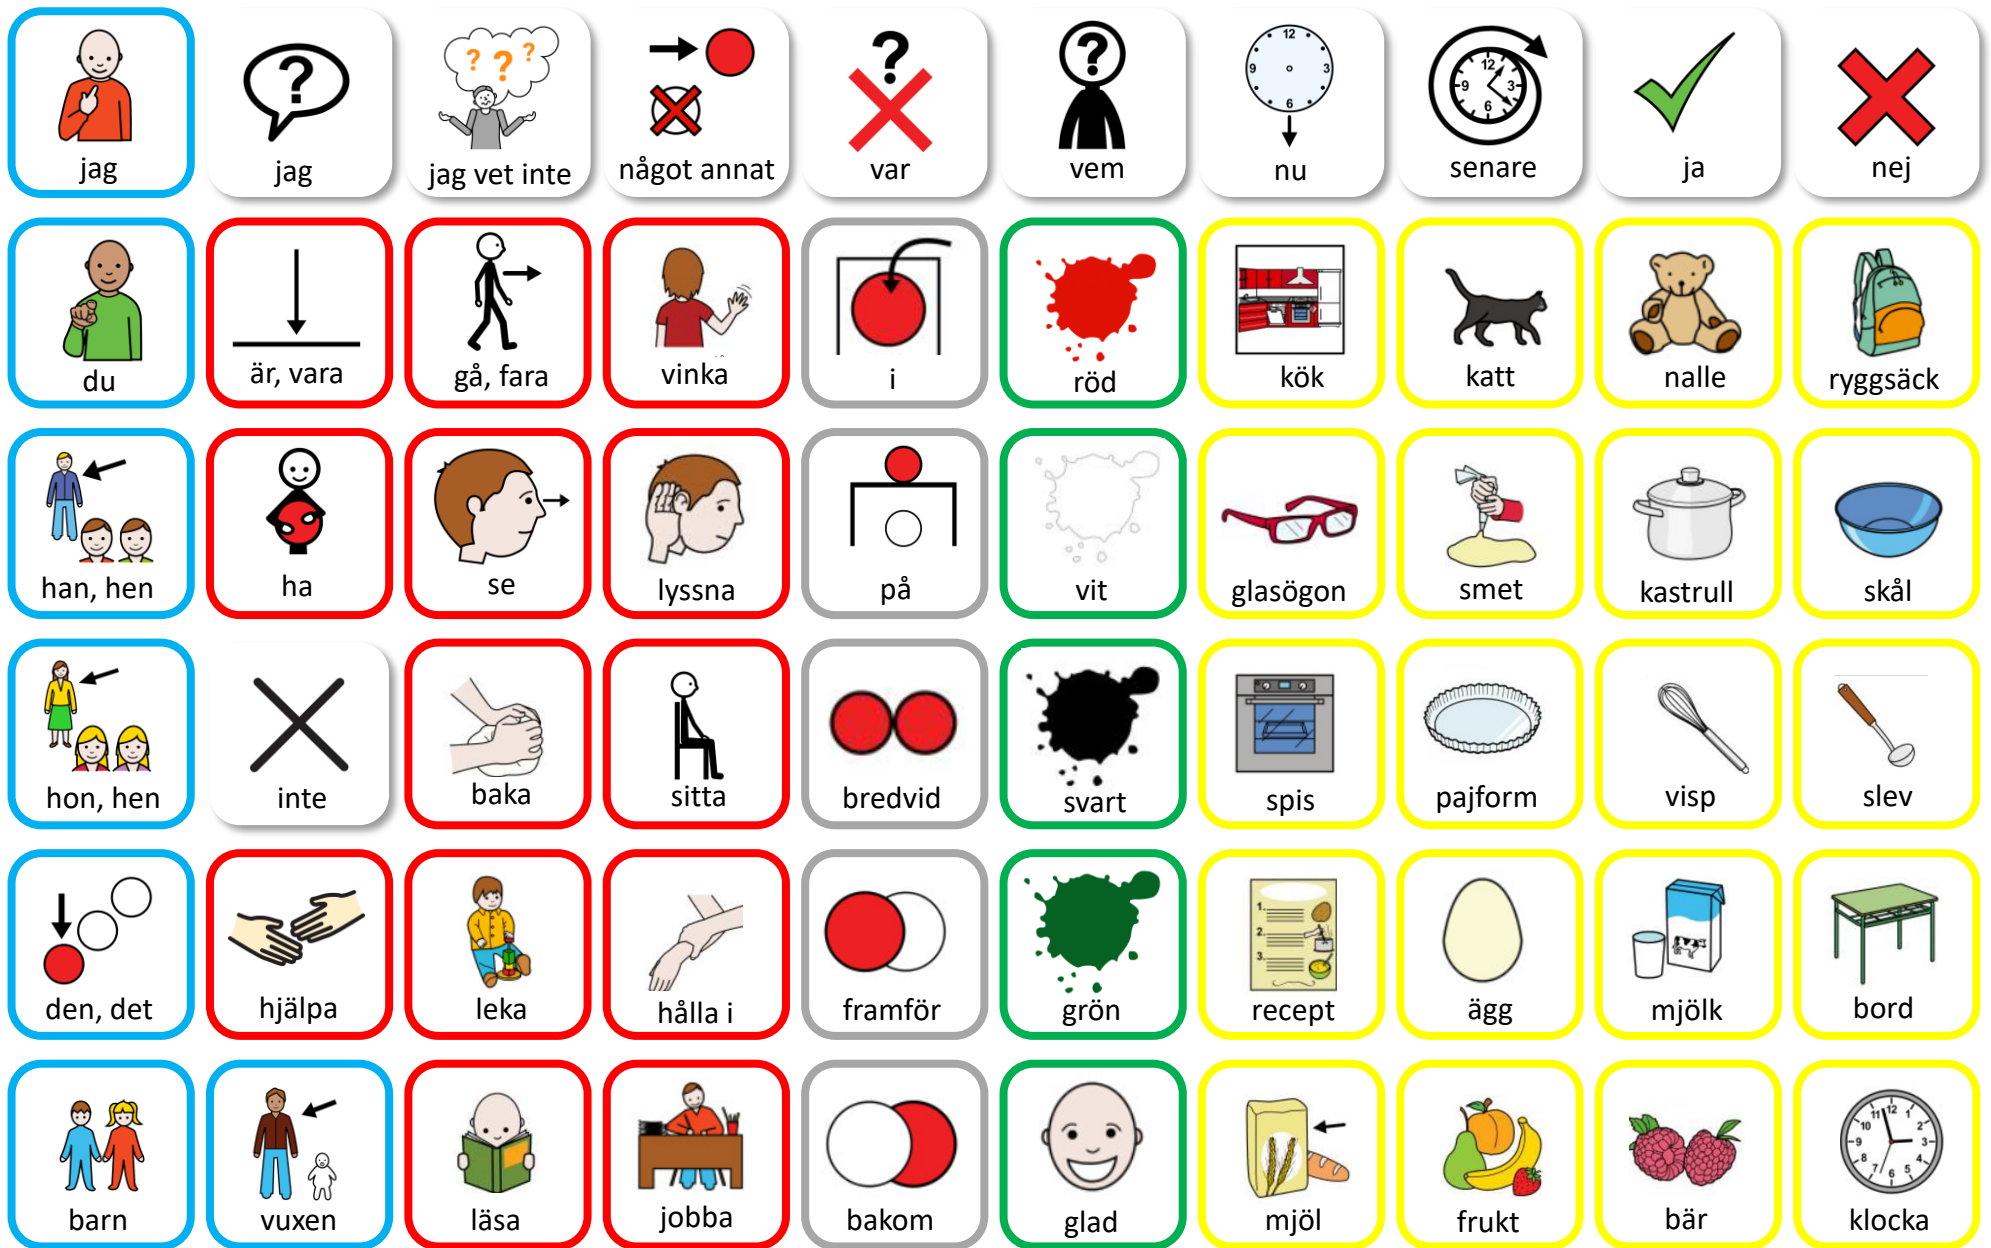 jag
jag
jag vet inte
något annat
var
vem
nu
senare
ja
nej
du
är, vara
gå, fara
vinka
i
röd
kök
katt
nalle
ryggsäck
han, hen
ha
se
lyssna
på
vit
glasögon
smet
kastrull
skål
hon, hen
inte
baka
sitta
bredvid
svart
spis
pajform
visp
slev
den, det
hjälpa
leka
hålla i
framför
grön
recept
ägg
mjölk
bord
barn
vuxen
läsa
jobba
bakom
glad
mjöl
frukt
bär
klocka